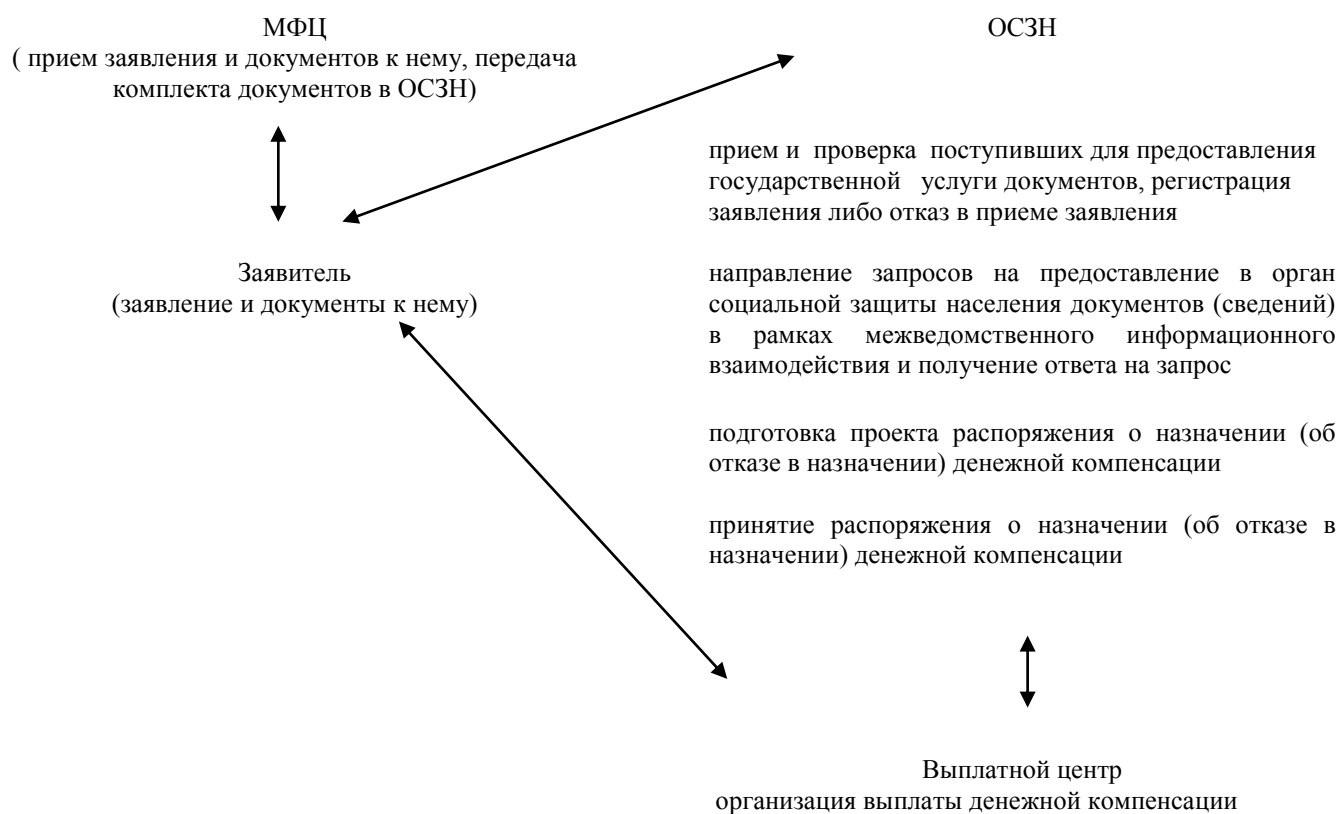 МФЦ
( прием заявления и документов к нему, передача
комплекта документов в ОСЗН)
Заявитель
(заявление и документы к нему)
ОСЗН
прием и проверка поступивших для предоставления
государственной услуги документов, регистрация
заявления либо отказ в приеме заявления
направление запросов на предоставление в орган
социальной защиты населения документов (сведений)
в рамках межведомственного информационного
взаимодействия и получение ответа на запрос
подготовка проекта распоряжения о назначении (об
отказе в назначении) денежной компенсации
принятие распоряжения о назначении (об отказе в
назначении) денежной компенсации
Выплатной центр
организация выплаты денежной компенсации